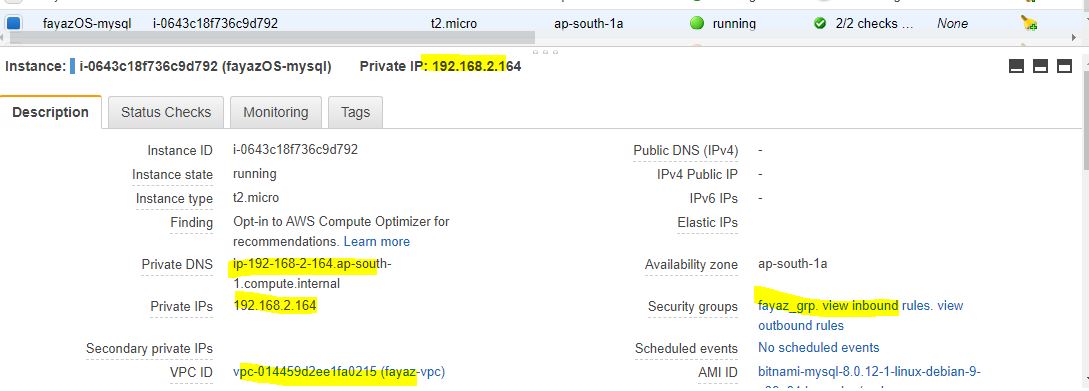 fayazOS-mysql i-0643c18f736c9d792 t2.micro ap-south-1a running 2/2 checks ... None
Instance: i-0643c18f736c9d792 (fayazOS-mysql) Private IP: 192.168.2.164
Description Status Checks Monitoring Tags
Instance ID i-0643c18f736c9d792 Public DNS (IPv4) -
Instance state running IPv4 Public IP -
Instance type t2.micro IPv6 IPs -
Finding Opt-in to AWS Compute Optimizer for Elastic IPs
recommendations. Learn more
Private DNS ip-192-168-2-164.ap-south- Availability zone ap-south-1a
1.compute.internal
Private IPs 192.168.2.164 Security groups fayaz_grp. view inbound rules. view
outbound rules
Secondary private IPs Scheduled events No scheduled events
VPC ID vpc-014459d2ee1fa0215 (fayaz-vpc) AMI ID bitnami-mysql-8.0.12-1-linux-debian-9-